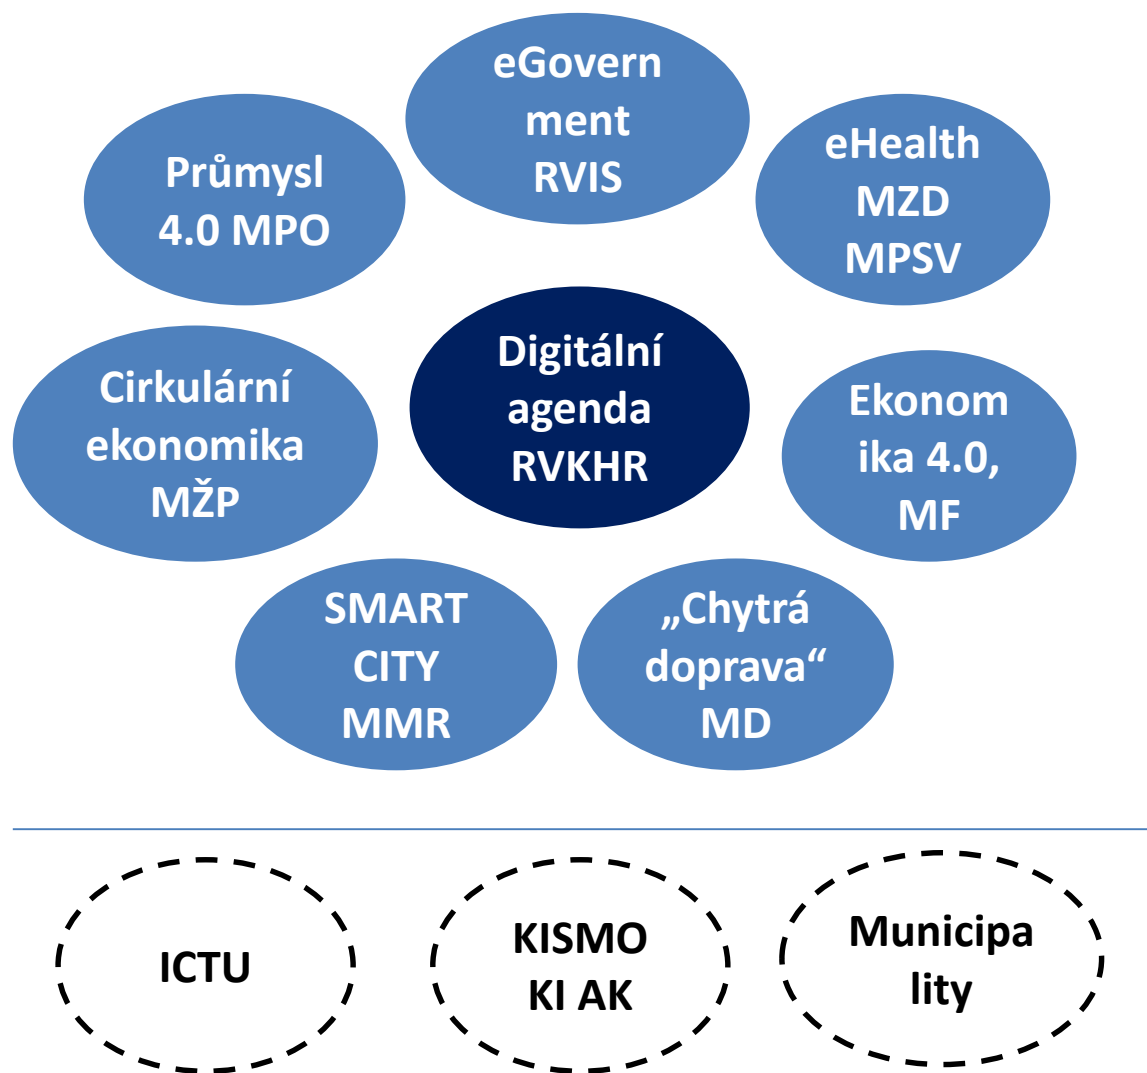 eGovern
ment
RVIS
Průmysl
4.0 MPO
eHealth
MZD
MPSV
Cirkulární
ekonomika
MŽP
Digitální
agenda
RVKHR
Ekonom
ika 4.0,
MF
SMART
CITY
MMR
„Chytrá
doprava“
MD
ICTU
KISMO
KI AK
Municipa
lity